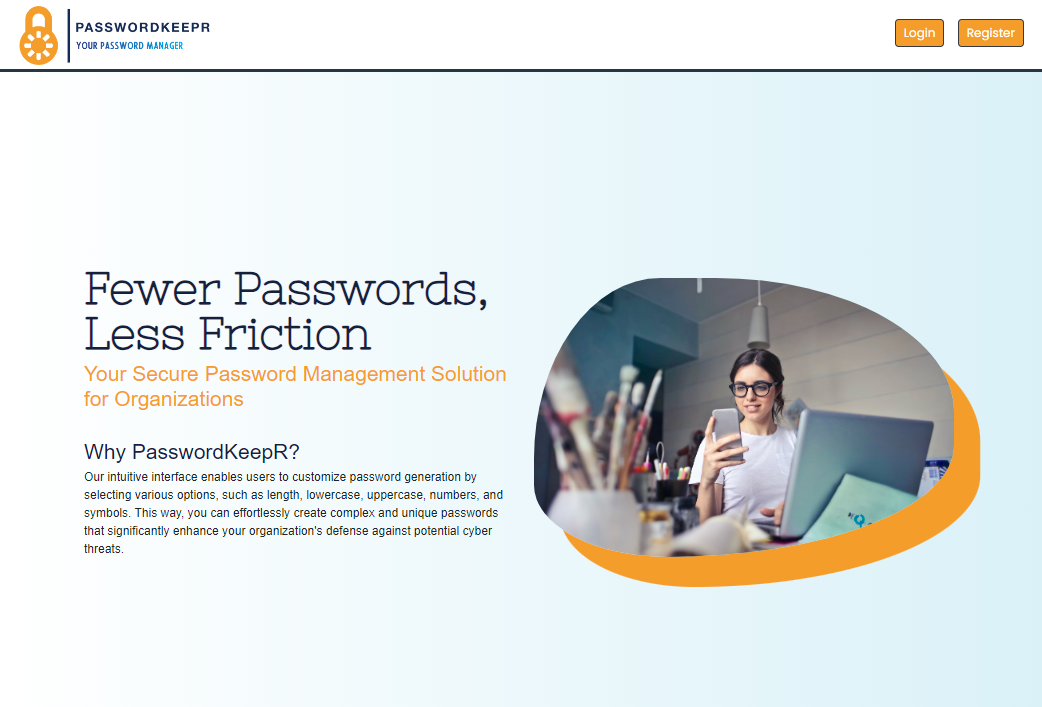 PASSWORDKEEPR
YOUR PASSWORD MANAGER
Login
Register
Fewer Passwords,
Less Friction
Your Secure Password Management Solution
for Organizations
Why PasswordKeepR?
Our intuitive interface enables users to customize password generation by
selecting various options, such as length, lowercase, uppercase, numbers, and
symbols. This way, you can effortlessly create complex and unique passwords
that significantly enhance your organization's defense against potential cyber
threats.